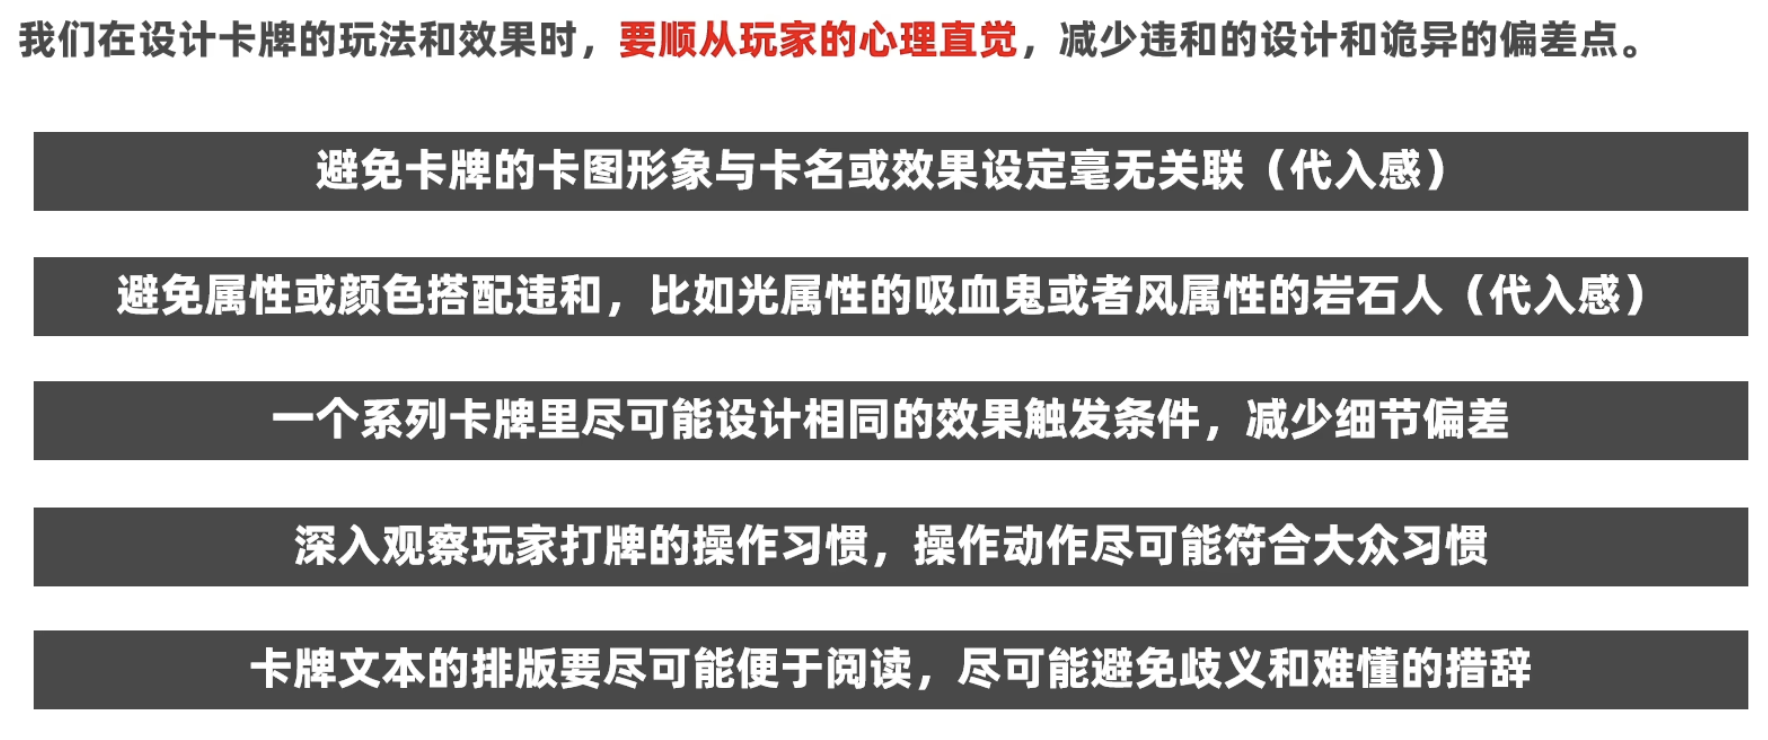 我们在设计卡牌的玩法和效果时，要顺从玩家的心理直觉，减少违和的设计和诡异的偏差点。
避免卡牌的卡图形象与卡名或效果设定毫无关联（代入感）
避免属性或颜色搭配违和，比如光属性的吸血鬼或者风属性的岩石人（代入感）
一个系列卡牌里尽可能设计相同的效果触发条件，减少细节偏差
深入观察玩家打牌的操作习惯，操作动作尽可能符合大众习惯
卡牌文本的排版要尽可能便于阅读，尽可能避免歧义和难懂的措辞